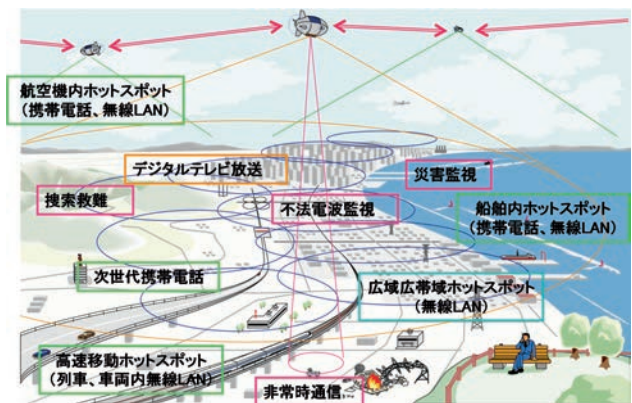 航空機内ホットスポット
(携帯電話、無線LAN)
デジタルテレビ放送
災害監視
捜索救難
不法電波監視
船舶内ホットスポット
(携帯電話、無線LAN)
次世代携帯電話
広域広帯域ホットスポット
(無線LAN)
高速移動ホットスポット
(列車、車両内無線LAN)
非常時通信